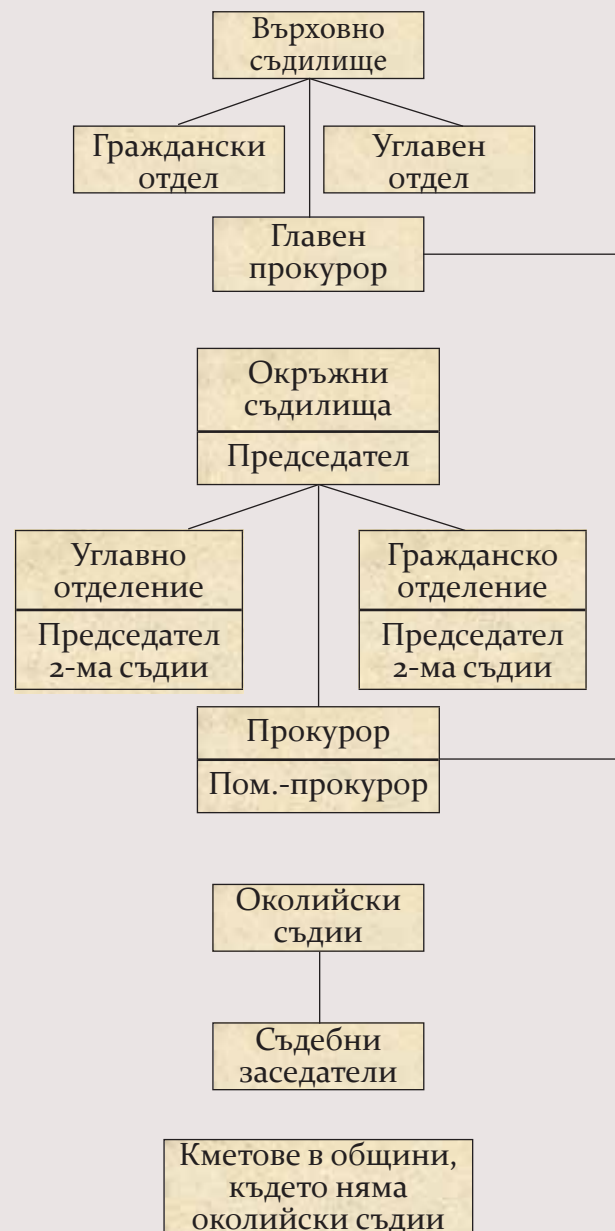 Върховно
съдилище
Граждански
отдел
Углавен
отдел
Главен
прокурор
Окръжни
съдилища
Председател
Углавно
отделение
Председател
2-ма съдии
Гражданско
отделение
Председател
2-ма съдии
Прокурор
Пом.-прокурор
Околийски
съдии
Съдебни
заседатели
Кметове в общини,
където няма
околийски съдии